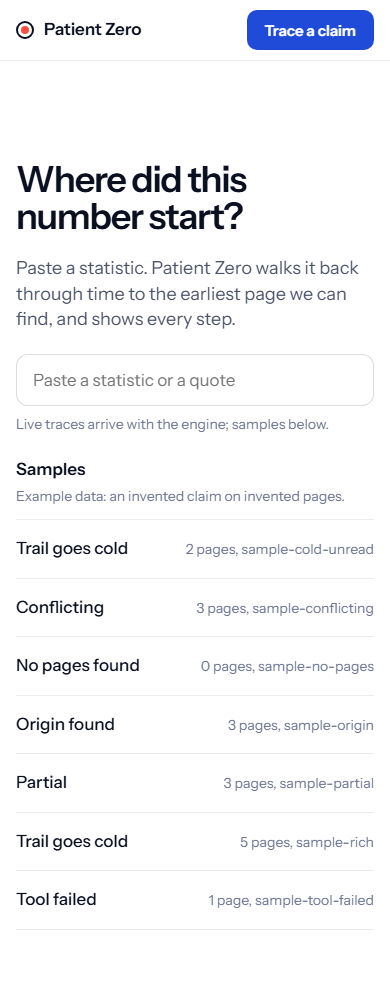 Patient Zero
Trace a claim
Where did this
number start?
Paste a statistic. Patient Zero walks it back
through time to the earliest page we can
find, and shows every step.
Paste a statistic or a quote
Live traces arrive with the engine; samples below.
Samples
Example data: an invented claim on invented pages.
Trail goes cold 2 pages, sample-cold-unread
Conflicting 3 pages, sample-conflicting
No pages found 0 pages, sample-no-pages
Origin found 3 pages, sample-origin
Partial 3 pages, sample-partial
Trail goes cold 5 pages, sample-rich
Tool failed 1 page, sample-tool-failed